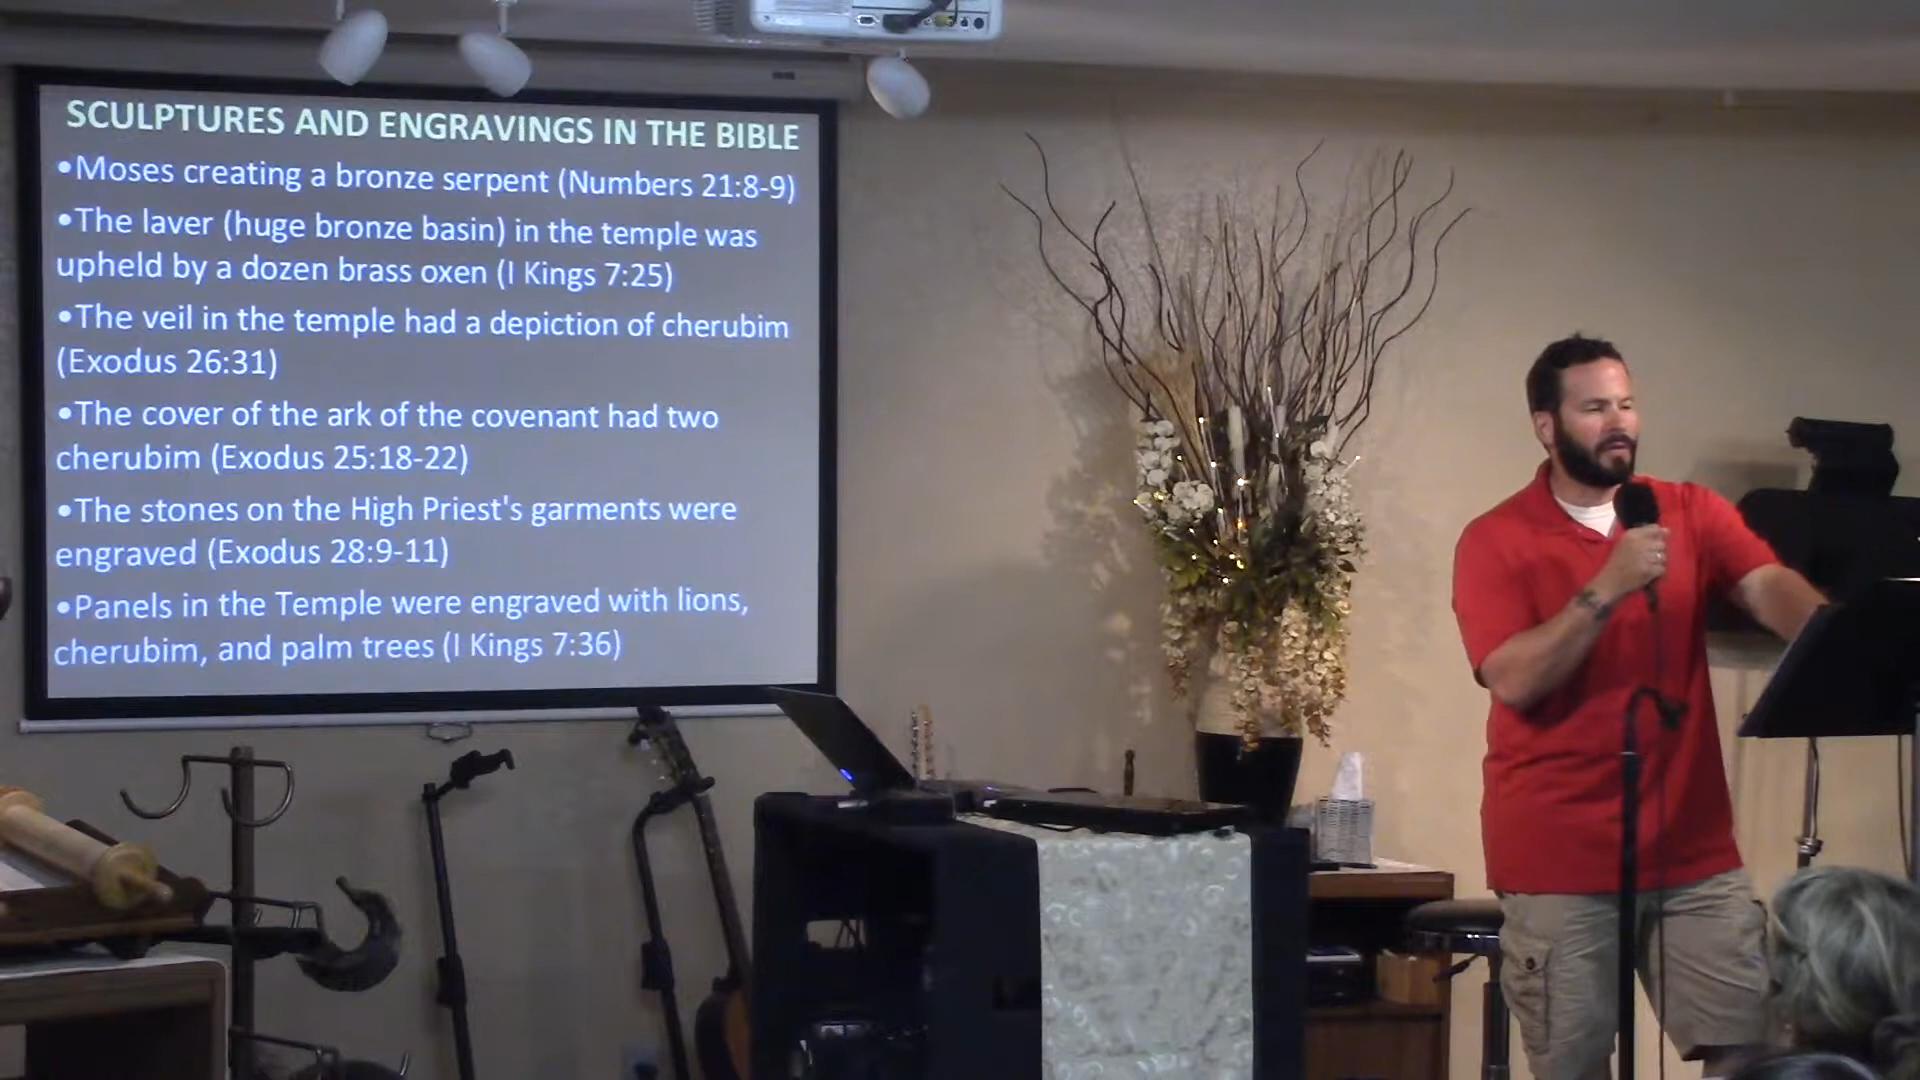 SCULPTURES AND ENGRAVINGS IN THE BIBLE
•Moses creating a bronze serpent (Numbers 21:8-9)
•The laver (huge bronze basin) in the temple was
upheld by a dozen brass oxen (I Kings 7:25)
•The veil in the temple had a depiction of cherubim
(Exodus 26:31)
•The cover of the ark of the covenant had two
cherubim (Exodus 25:18-22)
•The stones on the High Priest's garments were
engraved (Exodus 28:9-11)
•Panels in the Temple were engraved with lions,
cherubim, and palm trees (I Kings 7:36)